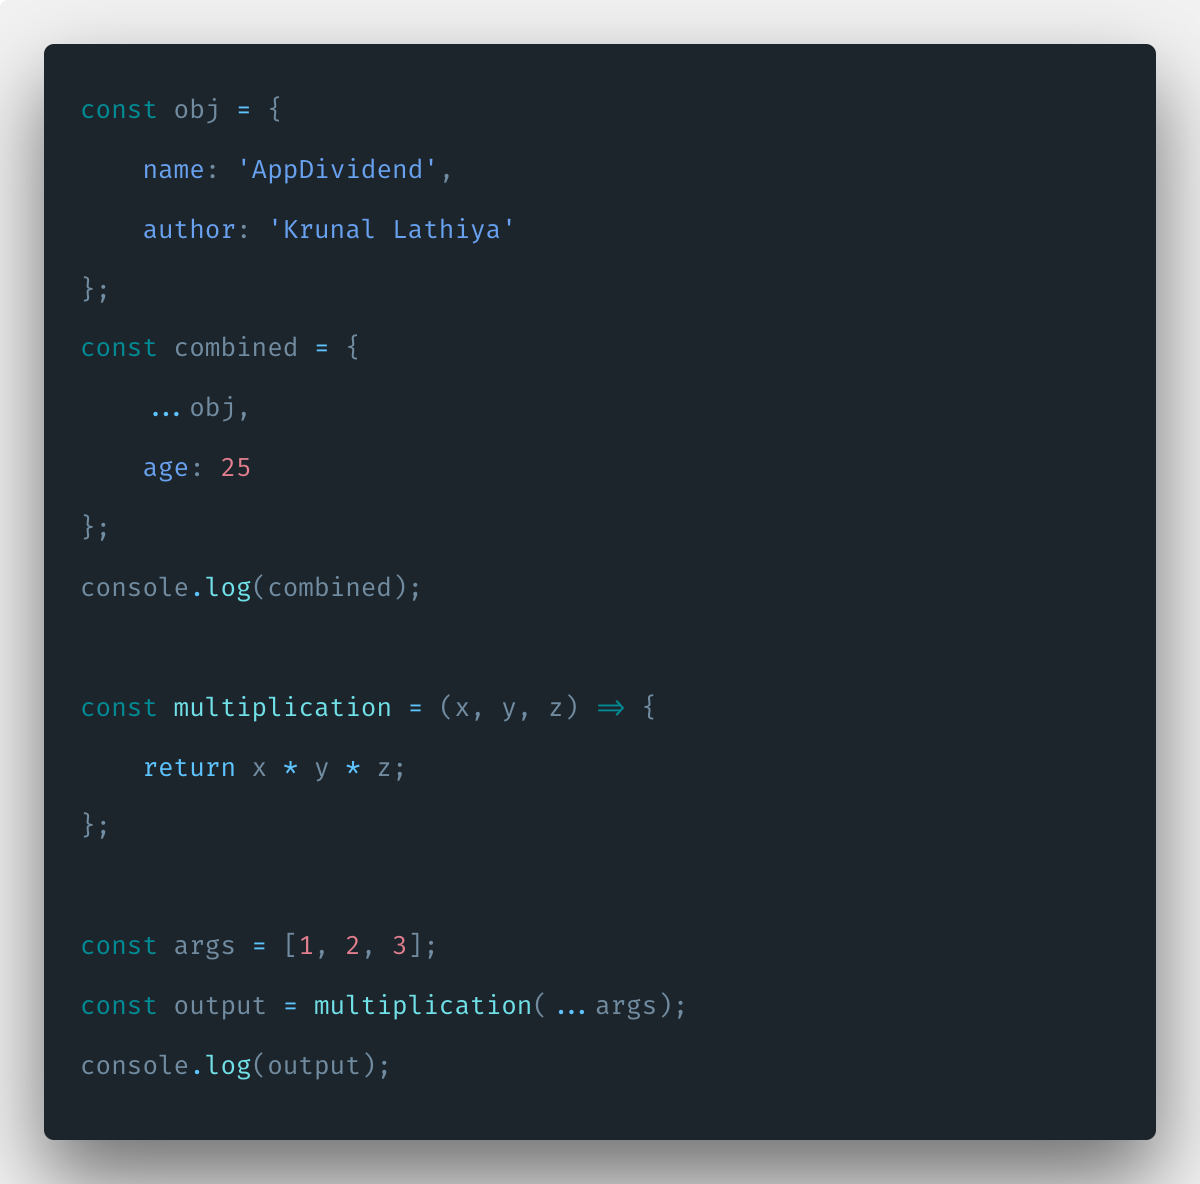 const obj = {
    name: 'AppDividend',
    author: 'Krunal Lathiya'
};
const combined = {
    ...obj,
    age: 25
};
console.log(combined);

const multiplication = (x, y, z) => {
    return x * y * z;
};

const args = [1, 2, 3];
const output = multiplication(...args);
console.log(output);